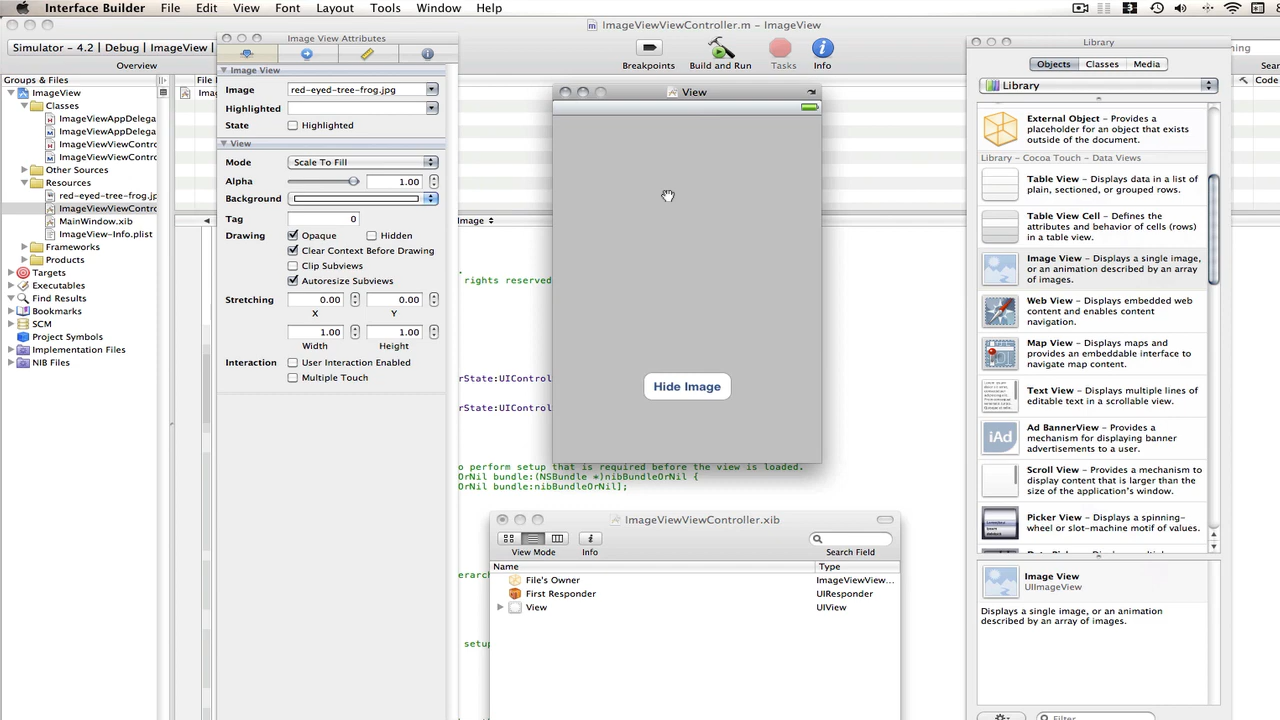 Interface Builder File Edit View Font Layout Tools Window Help
ImageViewViewController.m - ImageView
Simulator - 4.2 | Debug | ImageView |
Overview
Breakpoints
Build and Run
Tasks
Info
Groups & Files
ImageView
Classes
ImageViewAppDelega
ImageViewAppDelega
ImageViewViewContro
ImageViewViewContro
Other Sources
Resources
red-eyed-tree-frog.jp
ImageViewViewContro
MainWindow.xib
ImageView-Info.plist
Frameworks
Products
Targets
Executables
Find Results
Bookmarks
SCM
Project Symbols
Implementation Files
NIB Files
File N
Image View Attributes
Image View
Image red-eyed-tree-frog.jpg
Highlighted
State Highlighted
View
Mode Scale To Fill
Alpha 1.00
Background
Tag 0
Drawing Opaque Hidden
Clear Context Before Drawing
Clip Subviews
Autoresize Subviews
Stretching 0.00 0.00
X Y
1.00 1.00
Width Height
Interaction User Interaction Enabled
Multiple Touch
rights reserved
rState:UIControl
rState:UIControl
o perform setup that is required before the view is loaded.
OrNil bundle:(NSBundle *)nibBundleOrNil {
OrNil bundle:nibBundleOrNil];
erarch
setup
View
Hide Image
ImageViewViewController.xib
View Mode
Info
Search Field
Name Type
File's Owner ImageViewView...
First Responder UIResponder
View UIView
Library
Objects Classes Media
Library
External Object - Provides a
placeholder for an object that exists
outside of the document.
Library - Cocoa Touch - Data Views
Table View - Displays data in a list
of plain, sectioned, or grouped rows.
Table View Cell - Defines the
attributes and behavior of cells (rows)
in a table view.
Image View - Displays a single image,
or an animation described by an array
of images.
Web View - Displays embedded web
content and enables content
navigation.
Map View - Displays maps and
provides an embeddable interface to
navigate map content.
Text View - Displays multiple lines of
editable text in a scrollable view.
iAd
Ad BannerView - Provides a
mechanism for displaying banner
advertisements to a user.
Scroll View - Provides a mechanism
to display content that is larger than the
size of the application's window.
Picker View - Displays a spinning-
wheel or slot-machine motif of values.
Image View
UIImageView
Displays a single image, or an animation
described by an array of images.
Filter
Code